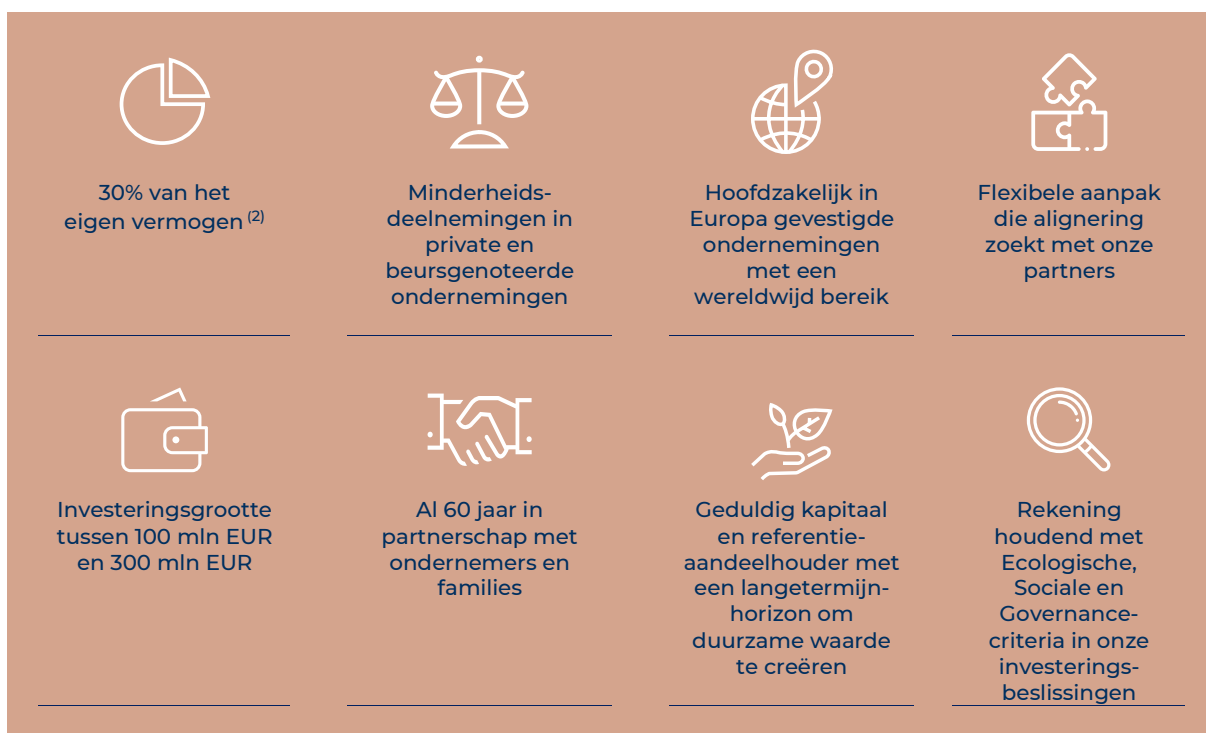 30% van het
eigen vermogen (2)
Minderheids-
deelnemingen in
private en
beursgenoteerde
ondernemingen
Hoofdzakelijk in
Europa gevestigde
ondernemingen
met een
wereldwijd bereik
Flexibele aanpak
die alignering
zoekt met onze
partners
Investeringsgrootte
tussen 100 mln EUR
en 300 mln EUR
Al 60 jaar in
partnerschap met
ondernemers en
families
Geduldig kapitaal
en referentie-
aandeelhouder met
een langetermijn-
horizon om
duurzame waarde
te creëren
Rekening
houdend met
Ecologische,
Sociale en
Governance-
criteria in onze
investerings-
beslissingen